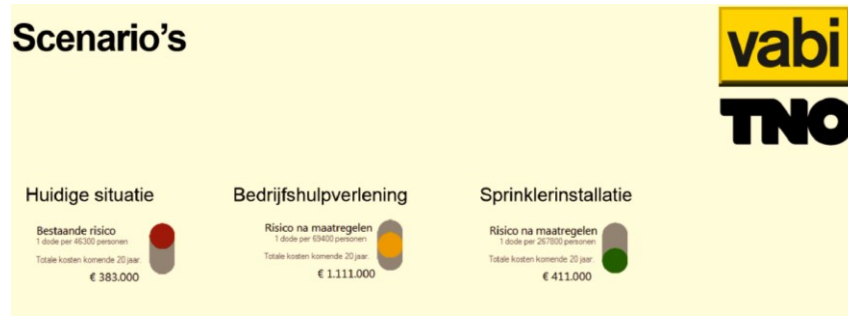 Scenario's
vabi
TNO
Huidige situatie
Bestaande risico
1 dode per 46300 personen
Totale kosten komende 20 jaar.
€ 383.000
Bedrijfshulpverlening
Risico na maatregelen
1 dode per 69400 personen
Totale kosten komende 20 jaar.
€ 1.111.000
Sprinklerinstallatie
Risico na maatregelen
1 dode per 267800 personen
Totale kosten komende 20 jaar.
€ 411.000